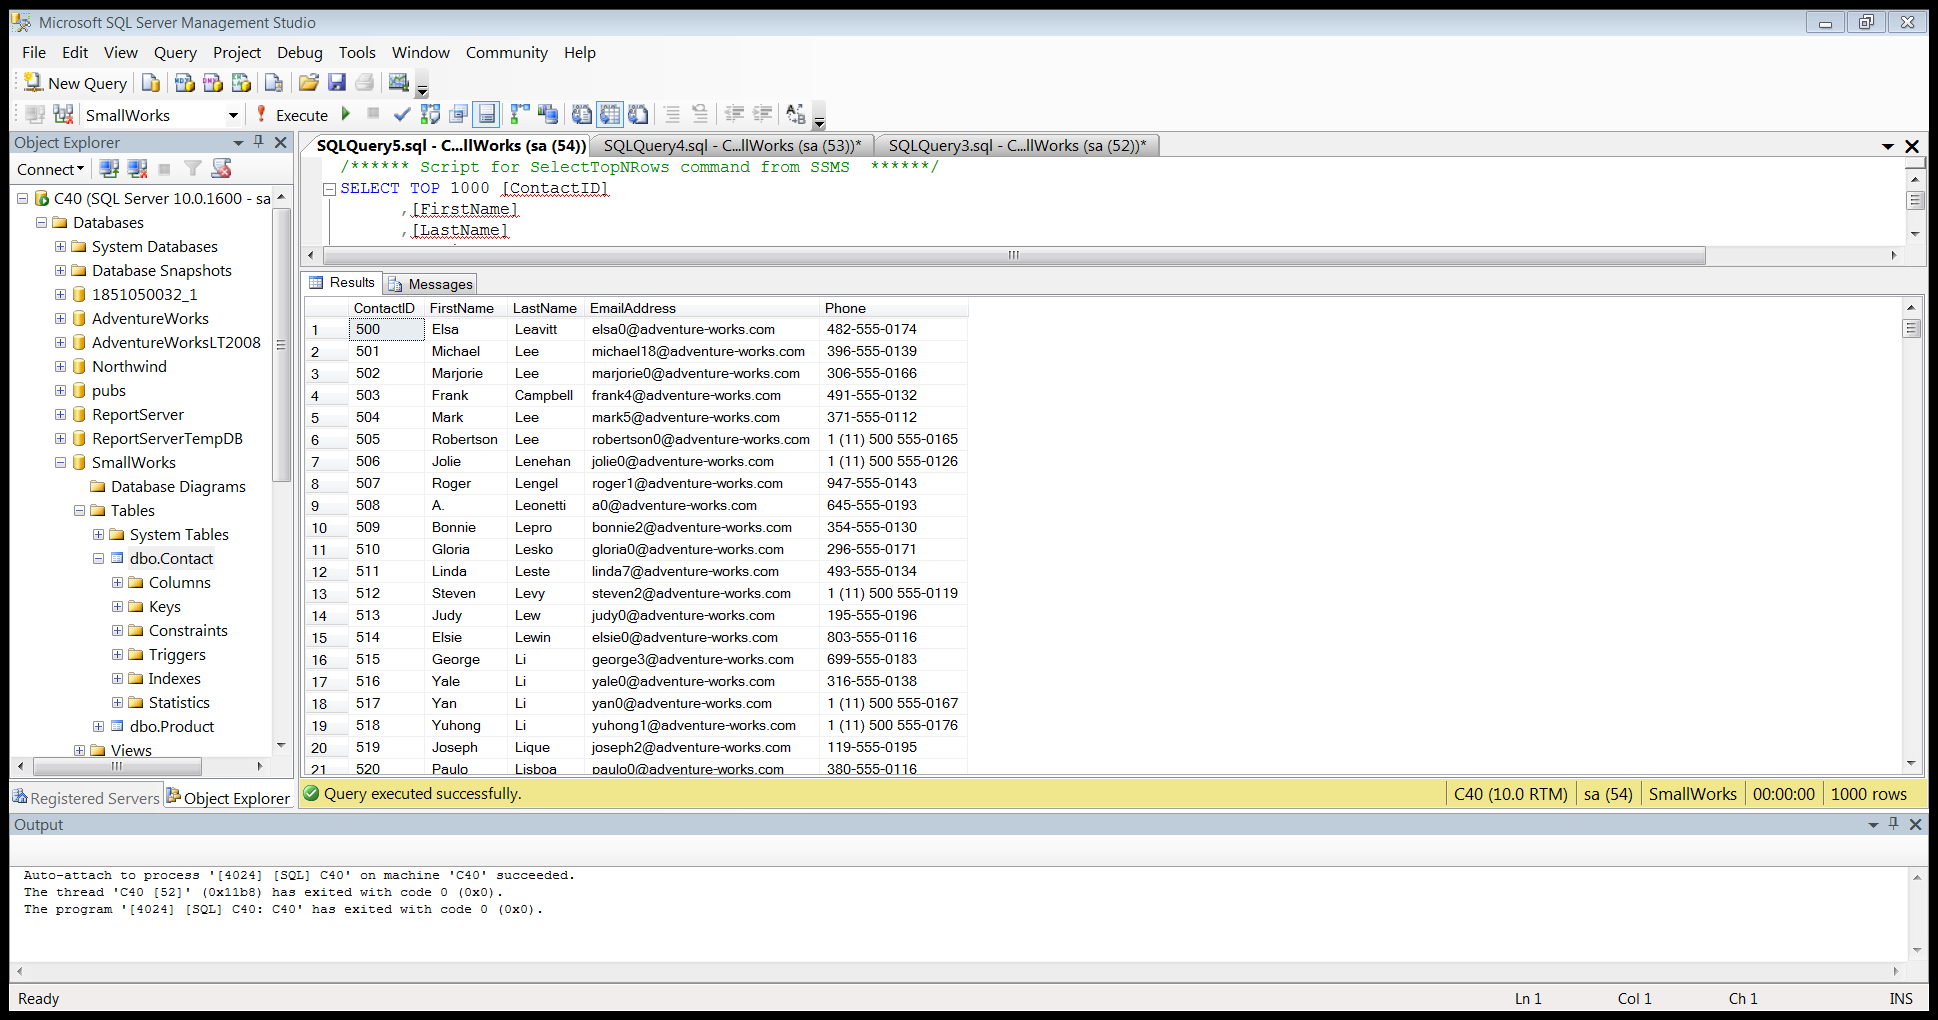 Microsoft SQL Server Management Studio
File Edit View Query Project Debug Tools Window Community Help
New Query
SmallWorks Execute
Object Explorer
Connect
C40 (SQL Server 10.0.1600 - sa
Databases
System Databases
Database Snapshots
1851050032_1
AdventureWorks
AdventureWorksLT2008
Northwind
pubs
ReportServer
ReportServerTempDB
SmallWorks
Database Diagrams
Tables
System Tables
dbo.Contact
Columns
Keys
Constraints
Triggers
Indexes
Statistics
dbo.Product
Views
Registered Servers Object Explorer
SQLQuery5.sql - C...llWorks (sa (54)) SQLQuery4.sql - C...llWorks (sa (53))* SQLQuery3.sql - C...llWorks (sa (52))*
/****** Script for SelectTopNRows command from SSMS ******/
SELECT TOP 1000 [ContactID]
,[FirstName]
,[LastName]
Results Messages
ContactID FirstName LastName EmailAddress Phone
1 500 Elsa Leavitt elsa0@adventure-works.com 482-555-0174
2 501 Michael Lee michael18@adventure-works.com 396-555-0139
3 502 Marjorie Lee marjorie0@adventure-works.com 306-555-0166
4 503 Frank Campbell frank4@adventure-works.com 491-555-0132
5 504 Mark Lee mark5@adventure-works.com 371-555-0112
6 505 Robertson Lee robertson0@adventure-works.com 1 (11) 500 555-0165
7 506 Jolie Lenehan jolie0@adventure-works.com 1 (11) 500 555-0126
8 507 Roger Lengel roger1@adventure-works.com 947-555-0143
9 508 A. Leonetti a0@adventure-works.com 645-555-0193
10 509 Bonnie Lepro bonnie2@adventure-works.com 354-555-0130
11 510 Gloria Lesko gloria0@adventure-works.com 296-555-0171
12 511 Linda Leste linda7@adventure-works.com 493-555-0134
13 512 Steven Levy steven2@adventure-works.com 1 (11) 500 555-0119
14 513 Judy Lew judy0@adventure-works.com 195-555-0196
15 514 Elsie Lewin elsie0@adventure-works.com 803-555-0116
16 515 George Li george3@adventure-works.com 699-555-0183
17 516 Yale Li yale0@adventure-works.com 316-555-0138
18 517 Yan Li yan0@adventure-works.com 1 (11) 500 555-0167
19 518 Yuhong Li yuhong1@adventure-works.com 1 (11) 500 555-0176
20 519 Joseph Lique joseph2@adventure-works.com 119-555-0195
21 520 Paulo Lisboa paulo0@adventure-works.com 380-555-0116
Query executed successfully. C40 (10.0 RTM) sa (54) SmallWorks 00:00:00 1000 rows
Output
Auto-attach to process '[4024] [SQL] C40' on machine 'C40' succeeded.
The thread 'C40 [52]' (0x11b8) has exited with code 0 (0x0).
The program '[4024] [SQL] C40: C40' has exited with code 0 (0x0).
Ready Ln 1 Col 1 Ch 1 INS